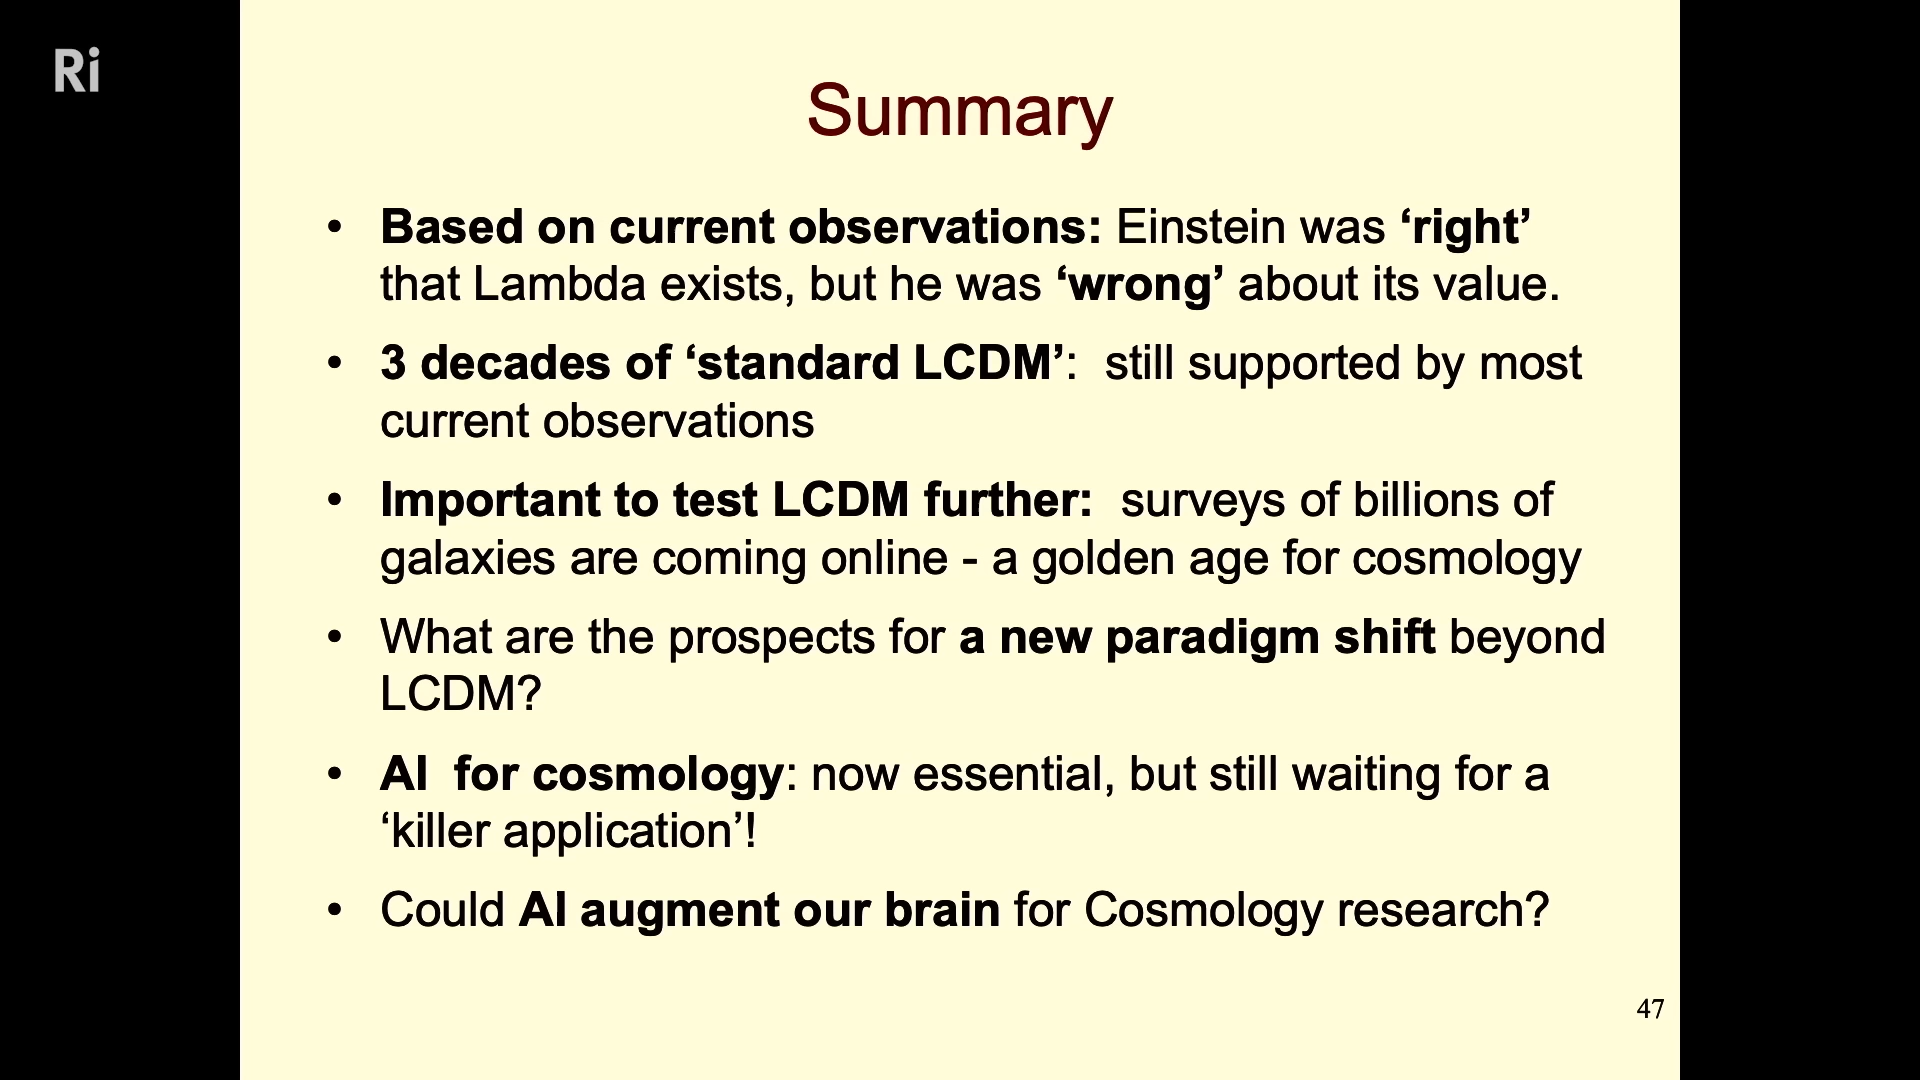 Ri
Summary
• Based on current observations: Einstein was ‘right’
that Lambda exists, but he was ‘wrong’ about its value.
• 3 decades of ‘standard LCDM’:  still supported by most
current observations
• Important to test LCDM further:  surveys of billions of
galaxies are coming online - a golden age for cosmology
• What are the prospects for a new paradigm shift beyond
LCDM?
• AI  for cosmology: now essential, but still waiting for a
‘killer application’!
• Could AI augment our brain for Cosmology research?
47